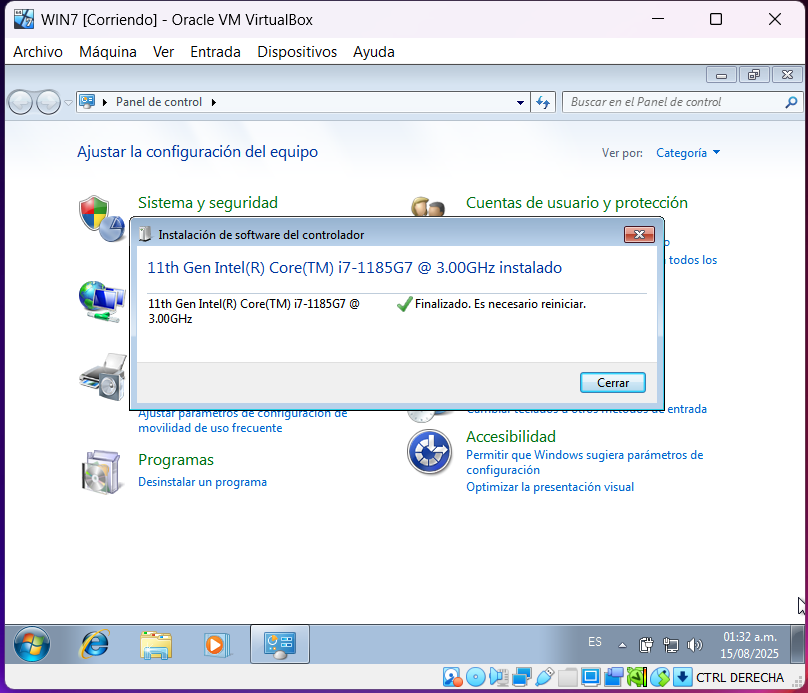 WIN7 [Corriendo] - Oracle VM VirtualBox
Archivo Máquina Ver Entrada Dispositivos Ayuda
Panel de control
Buscar en el Panel de control
Ajustar la configuración del equipo
Ver por: Categoría
Sistema y seguridad
Cuentas de usuario y protección
Instalación de software del controlador
11th Gen Intel(R) Core(TM) i7-1185G7 @ 3.00GHz instalado
todos los
11th Gen Intel(R) Core(TM) i7-1185G7 @
3.00GHz
Finalizado. Es necesario reiniciar.
Cerrar
Ajustar parámetros de configuración de
movilidad de uso frecuente
Cambiar teclados u otros métodos de entrada
Accesibilidad
Permitir que Windows sugiera parámetros de
configuración
Optimizar la presentación visual
Programas
Desinstalar un programa
ES
01:32 a.m.
15/08/2025
CTRL DERECHA